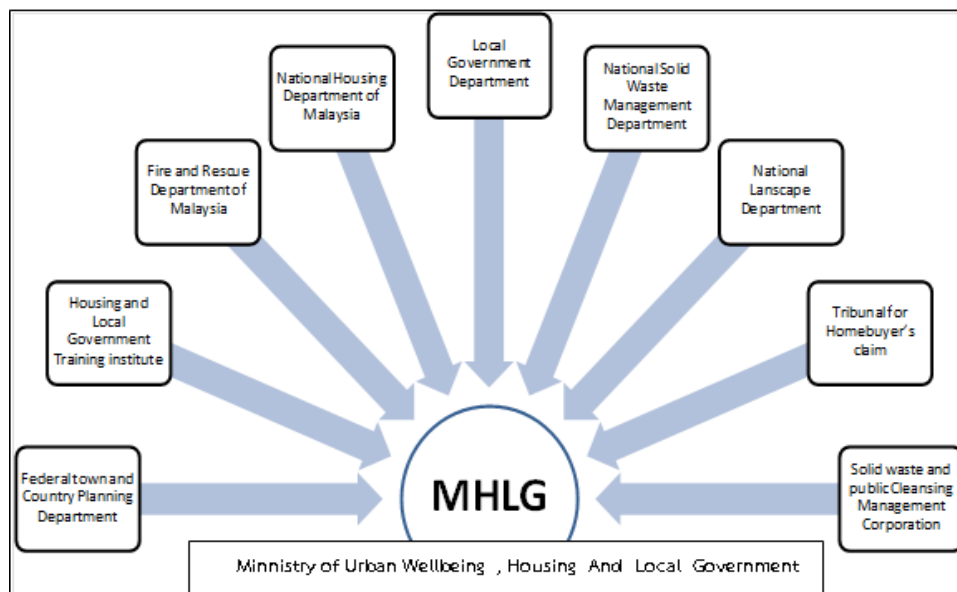 Local
Government
Department
National Housing
Department of
Malaysia
National Solid
Waste
Management
Department
Fire and Rescue
Department of
Malaysia
National
Lanscape
Department
Housing and
Local
Government
Training institute
Tribunal for
Homebuyer's
claim
Federal town and
Country Planning
Department
Solid waste and
public Cleansing
Management
Corporation
MHLG
Minnistry of Urban Wellbeing , Housing And Local Government